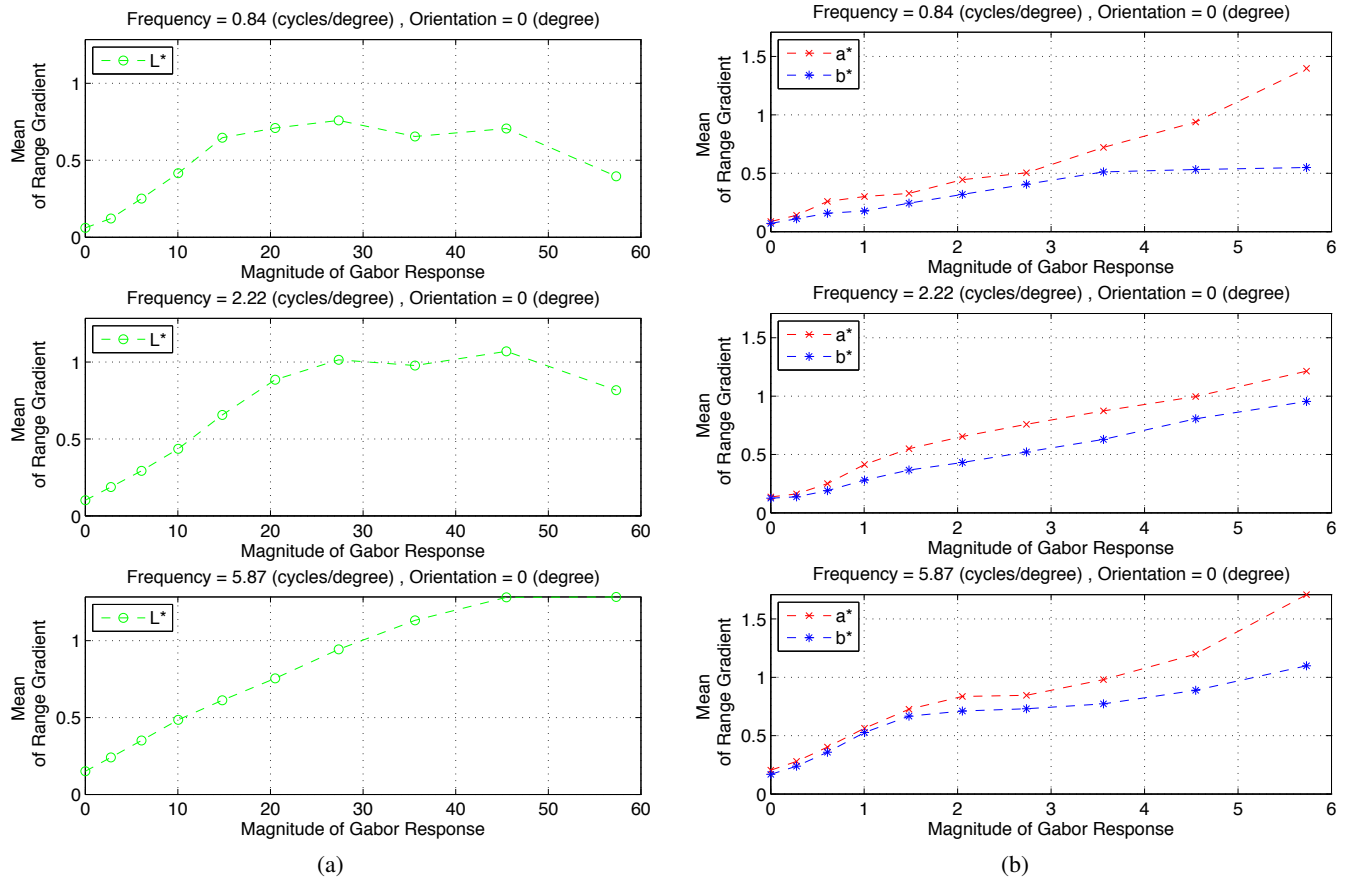 Frequency = 0.84 (cycles/degree) , Orientation = 0 (degree)
L*
Mean
of Range Gradient
1
0.5
0
0 10 20 30 40 50 60
Magnitude of Gabor Response
Frequency = 2.22 (cycles/degree) , Orientation = 0 (degree)
L*
Mean
of Range Gradient
1
0.5
0
0 10 20 30 40 50 60
Magnitude of Gabor Response
Frequency = 5.87 (cycles/degree) , Orientation = 0 (degree)
L*
Mean
of Range Gradient
1
0.5
0
0 10 20 30 40 50 60
Magnitude of Gabor Response
(a)
Frequency = 0.84 (cycles/degree) , Orientation = 0 (degree)
a*
b*
Mean
of Range Gradient
1.5
1
0.5
0
0 1 2 3 4 5 6
Magnitude of Gabor Response
Frequency = 2.22 (cycles/degree) , Orientation = 0 (degree)
a*
b*
Mean
of Range Gradient
1.5
1
0.5
0
0 1 2 3 4 5 6
Magnitude of Gabor Response
Frequency = 5.87 (cycles/degree) , Orientation = 0 (degree)
a*
b*
Mean
of Range Gradient
1.5
1
0.5
0
0 1 2 3 4 5 6
Magnitude of Gabor Response
(b)